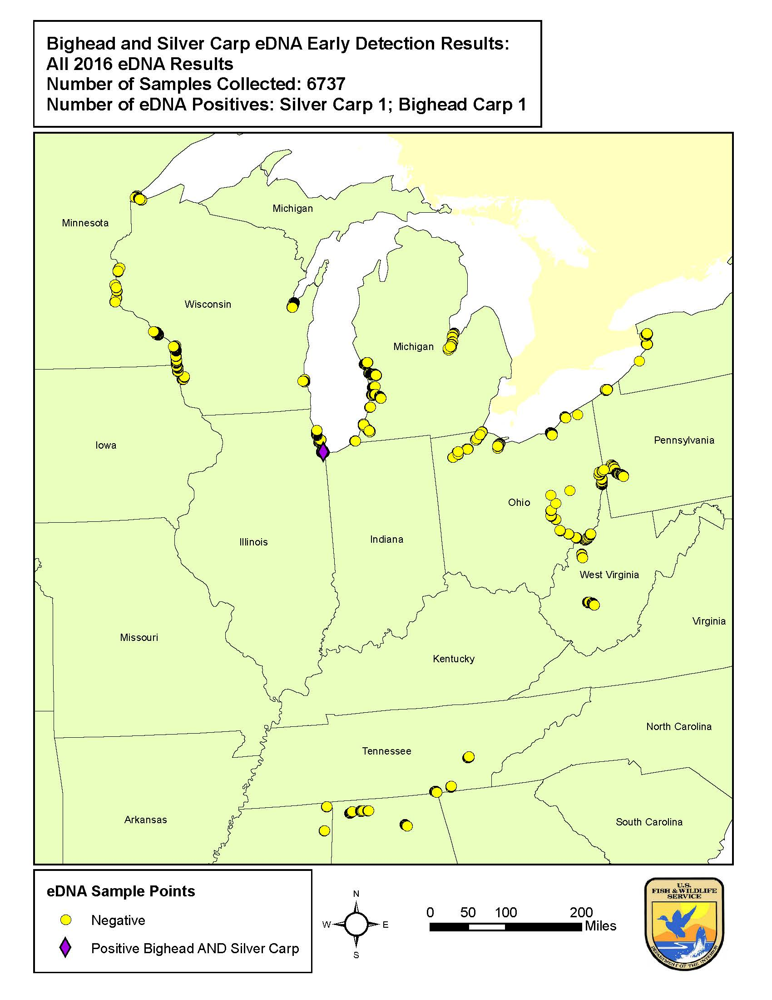 Bighead and Silver Carp eDNA Early Detection Results:
All 2016 eDNA Results
Number of Samples Collected: 6737
Number of eDNA Positives: Silver Carp 1; Bighead Carp 1
Michigan
Minnesota
Wisconsin
Michigan
Iowa
Pennsylvania
Ohio
Illinois
Indiana
West Virginia
Virginia
Missouri
Kentucky
North Carolina
Tennessee
Arkansas
South Carolina
eDNA Sample Points
Negative
Positive Bighead AND Silver Carp
N
W
E
S
0 50 100 200
Miles
U.S.
FISH & WILDLIFE
SERVICE
DEPARTMENT OF THE INTERIOR